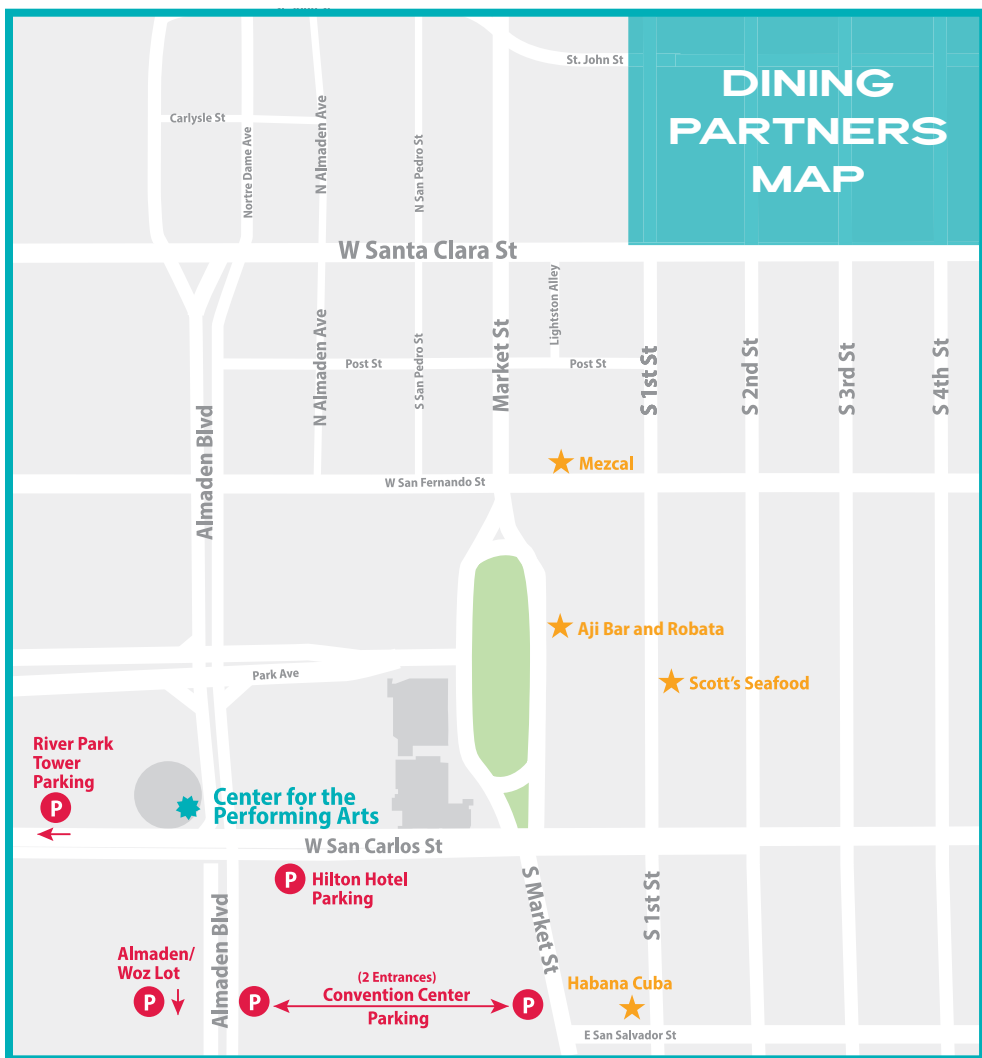 St. John St
DINING
PARTNERS
MAP
Carlysle St
Nortre Dame Ave
N Almaden Ave
N San Pedro St
W Santa Clara St
Lightston Alley
N Almaden Ave
S San Pedro St
Market St
Post St
Post St
S 1st St
S 2nd St
S 3rd St
S 4th St
Almaden Blvd
Mezcal
W San Fernando St
Aji Bar and Robata
Park Ave
Scott's Seafood
River Park
Tower
Parking
P
Center for the
Performing Arts
W San Carlos St
P
Hilton Hotel
Parking
S Market St
S 1st St
Almaden Blvd
Almaden/
Woz Lot
P
P
(2 Entrances)
Convention Center
Parking
P
Habana Cuba
E San Salvador St